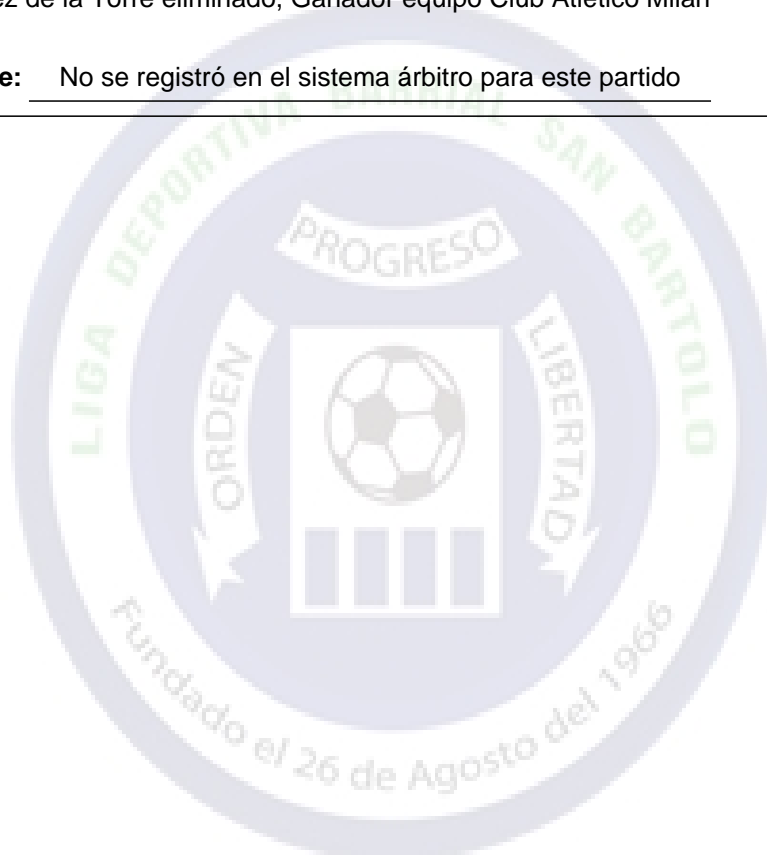 ez de la Torre eliminado, Ganador equipo Club Atlético Milán
e: No se registró en el sistema árbitro para este partido
LIGA DEPORTIVA BARRIAL SAN BARTOLO
PROGRESO
ORDEN
LIBERTAD
Fundado el 26 de Agosto del 1966